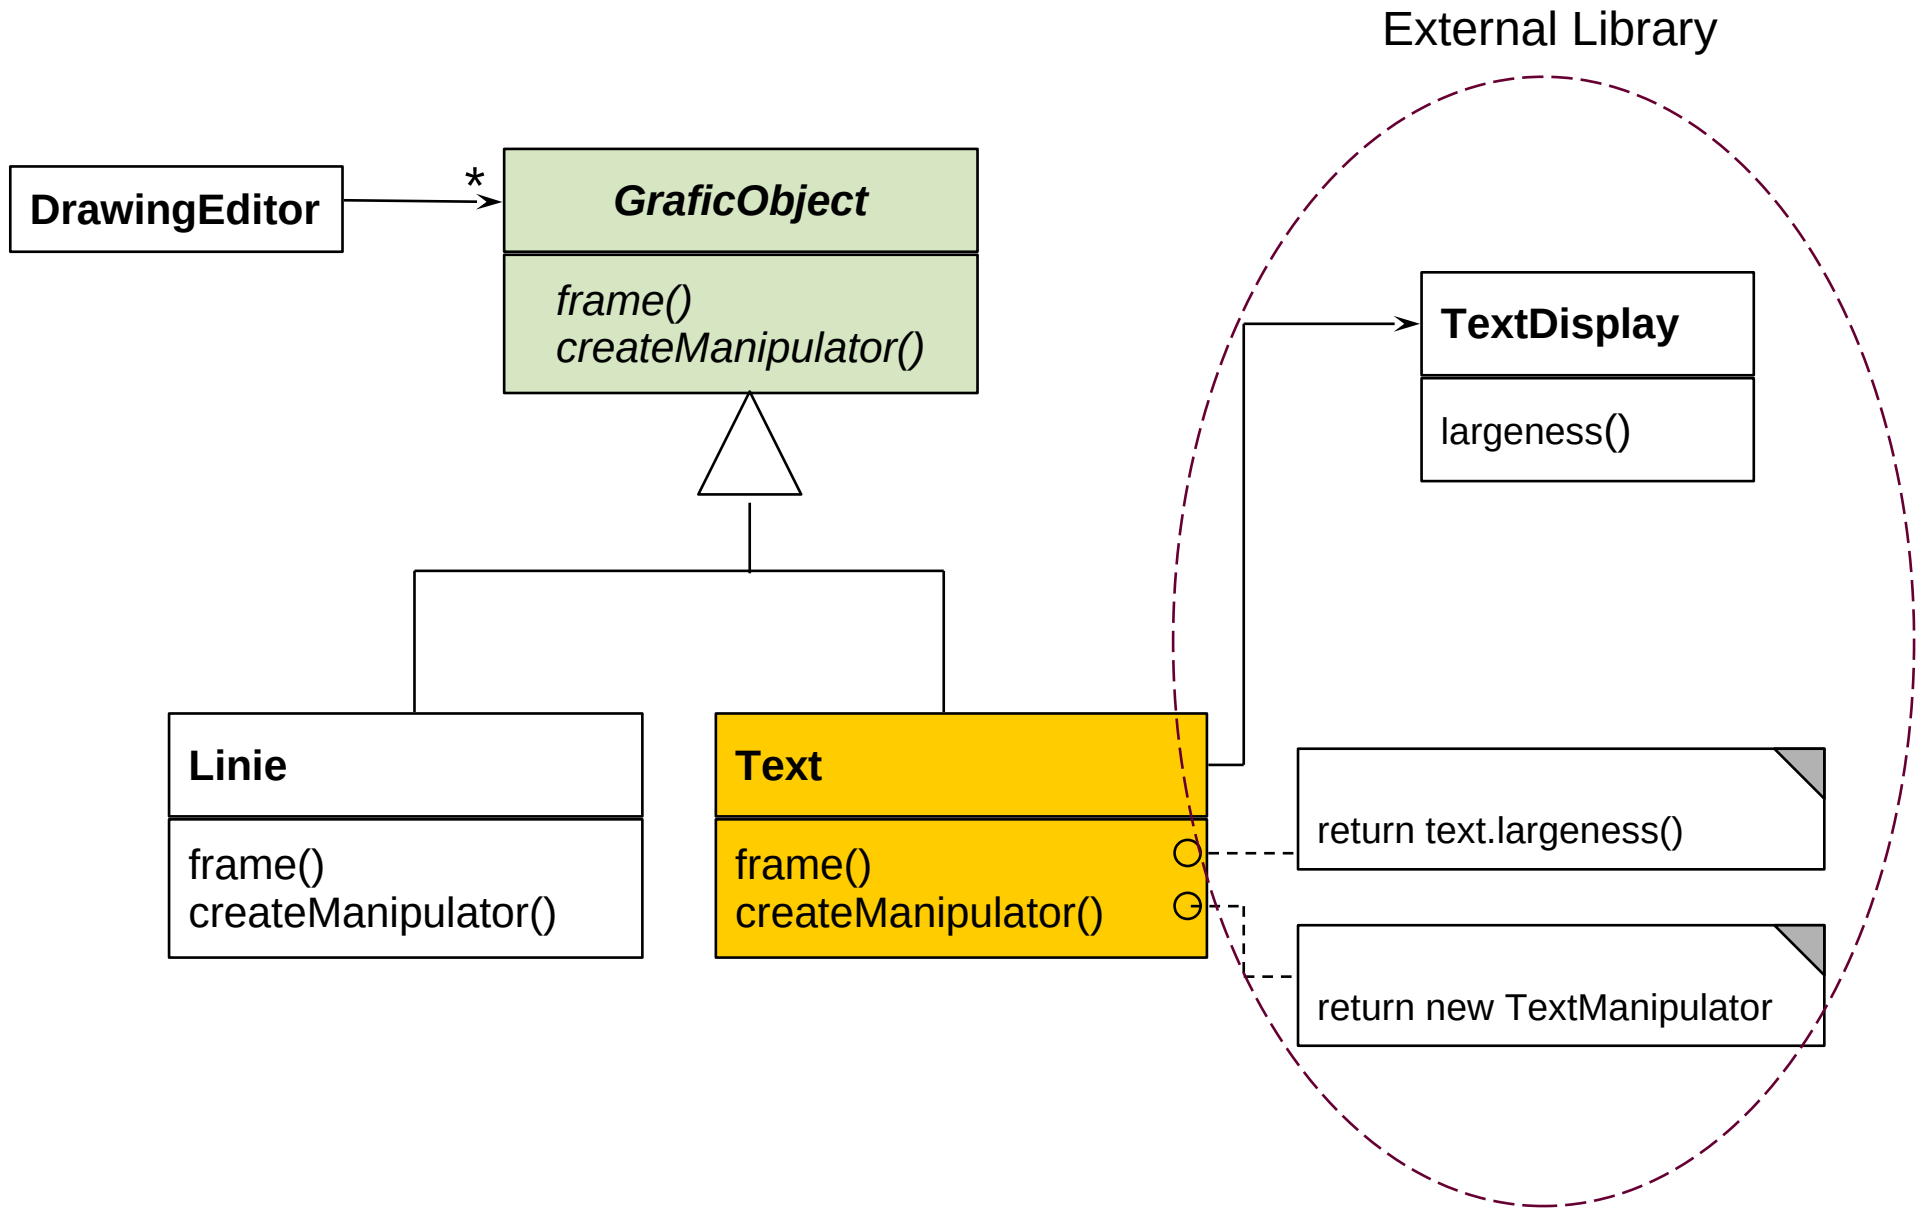 External Library
DrawingEditor
*
GraficObject
frame()
createManipulator()
TextDisplay
largeness()
Linie
frame()
createManipulator()
Text
frame()
createManipulator()
return text.largeness()
return new TextManipulator